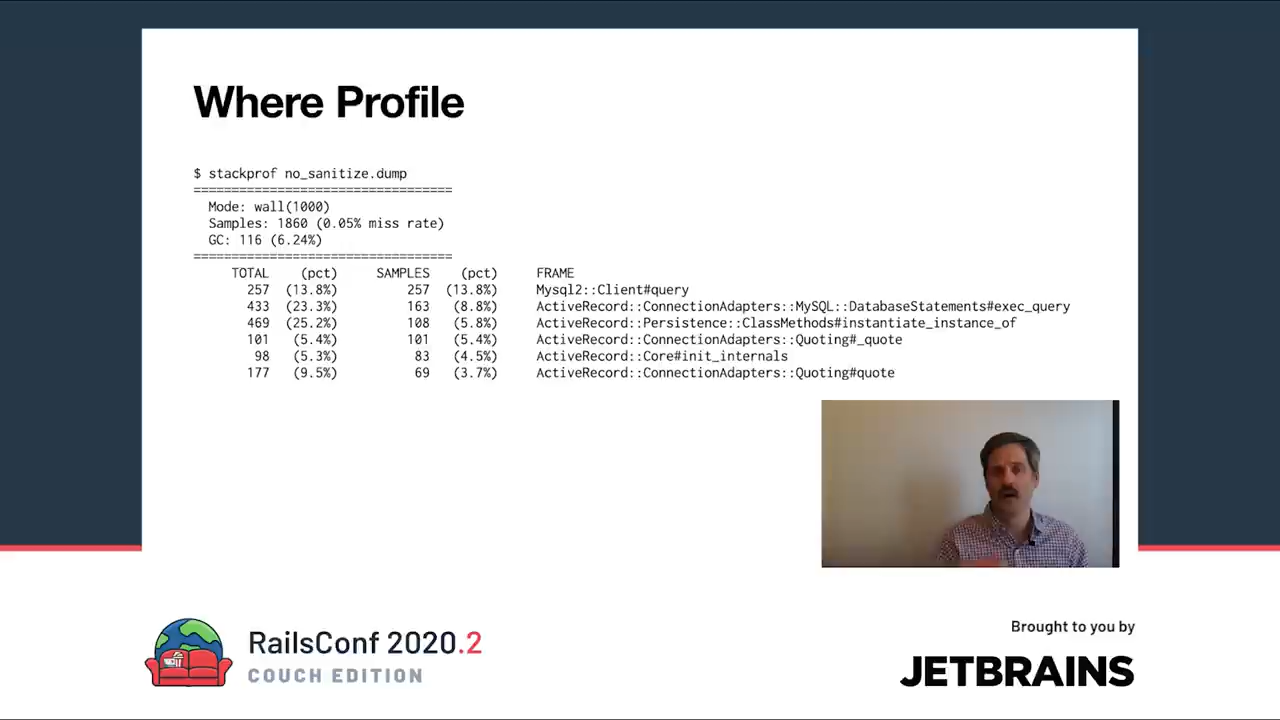 Where Profile
$ stackprof no_sanitize.dump
==================================
Mode: wall(1000)
Samples: 1860 (0.05% miss rate)
GC: 116 (6.24%)
==================================
TOTAL (pct) SAMPLES (pct) FRAME
257 (13.8%) 257 (13.8%) Mysql2::Client#query
433 (23.3%) 163 (8.8%) ActiveRecord::ConnectionAdapters::MySQL::DatabaseStatements#exec_query
469 (25.2%) 108 (5.8%) ActiveRecord::Persistence::ClassMethods#instantiate_instance_of
101 (5.4%) 101 (5.4%) ActiveRecord::ConnectionAdapters::Quoting#_quote
98 (5.3%) 83 (4.5%) ActiveRecord::Core#init_internals
177 (9.5%) 69 (3.7%) ActiveRecord::ConnectionAdapters::Quoting#quote
RailsConf 2020.2
COUCH EDITION
Brought to you by
JETBRAINS